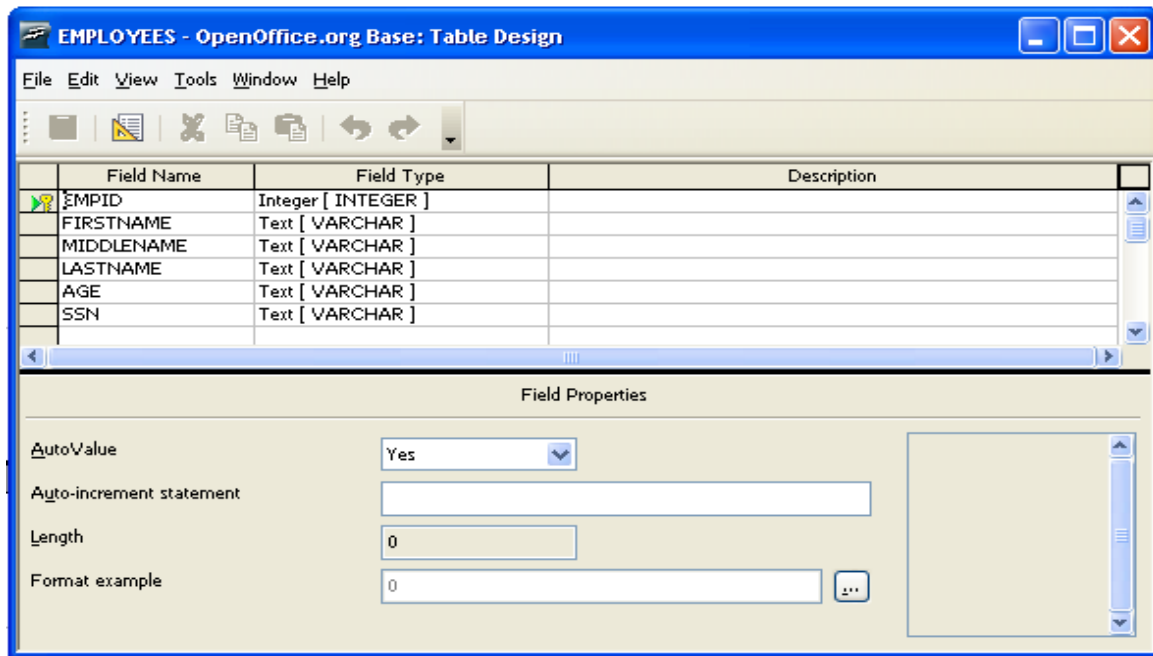 EMPLOYEES - OpenOffice.org Base: Table Design
File Edit View Tools Window Help
Field Name Field Type Description
EMPID Integer [ INTEGER ]
FIRSTNAME Text [ VARCHAR ]
MIDDLENAME Text [ VARCHAR ]
LASTNAME Text [ VARCHAR ]
AGE Text [ VARCHAR ]
SSN Text [ VARCHAR ]
Field Properties
AutoValue Yes
Auto-increment statement
Length 0
Format example 0 ...